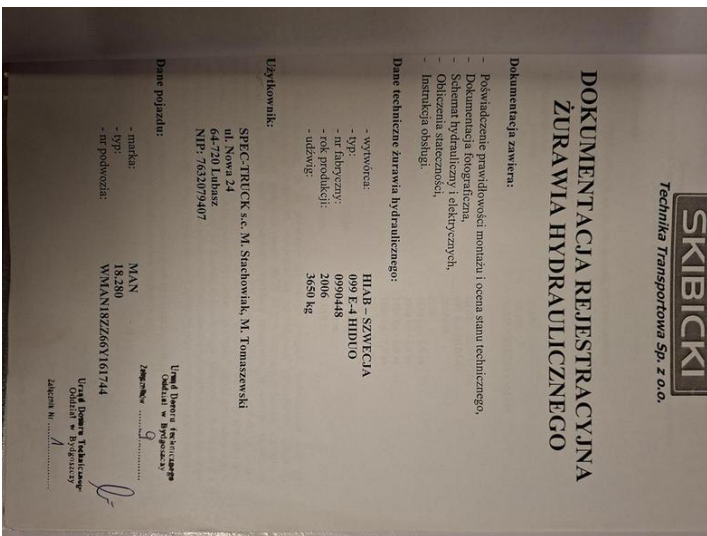 SKIBICKI
Technika Transportowa Sp. z o.o.
DOKUMENTACJA REJESTRACYJNA
ŻURAWIA HYDRAULICZNEGO
Dokumentacja zawiera:
- Poświadczenie prawidłowości montażu i ocena stanu technicznego,
- Dokumentacja fotograficzna,
- Schemat hydrauliczny i elektrycznych,
- Obliczenia stateczności,
- Instrukcja obsługi.
Dane techniczne żurawia hydraulicznego:
- wytwórca: HIAB – SZWECJA
- typ: 099 E-4 HIDUO
- nr fabryczny: 0990448
- rok produkcji: 2006
- udźwig: 3650 kg
Użytkownik:
SPEC-TRUCK s.c. M. Stachowiak, M. Tomaszewski
ul. Nowa 24
64-720 Lubasz
NIP: 7632079407
Dane pojazdu:
- marka: MAN
- typ: 18.280
- nr podwozia: WMAN18ZZ66Y161744
Urząd Dozoru Technicznego
Oddział w Bydgoszczy
Załączników ........ 9 ........
Urząd Dozoru Technicznego
Oddział w Bydgoszczy
Załącznik Nr ..... 1 .....